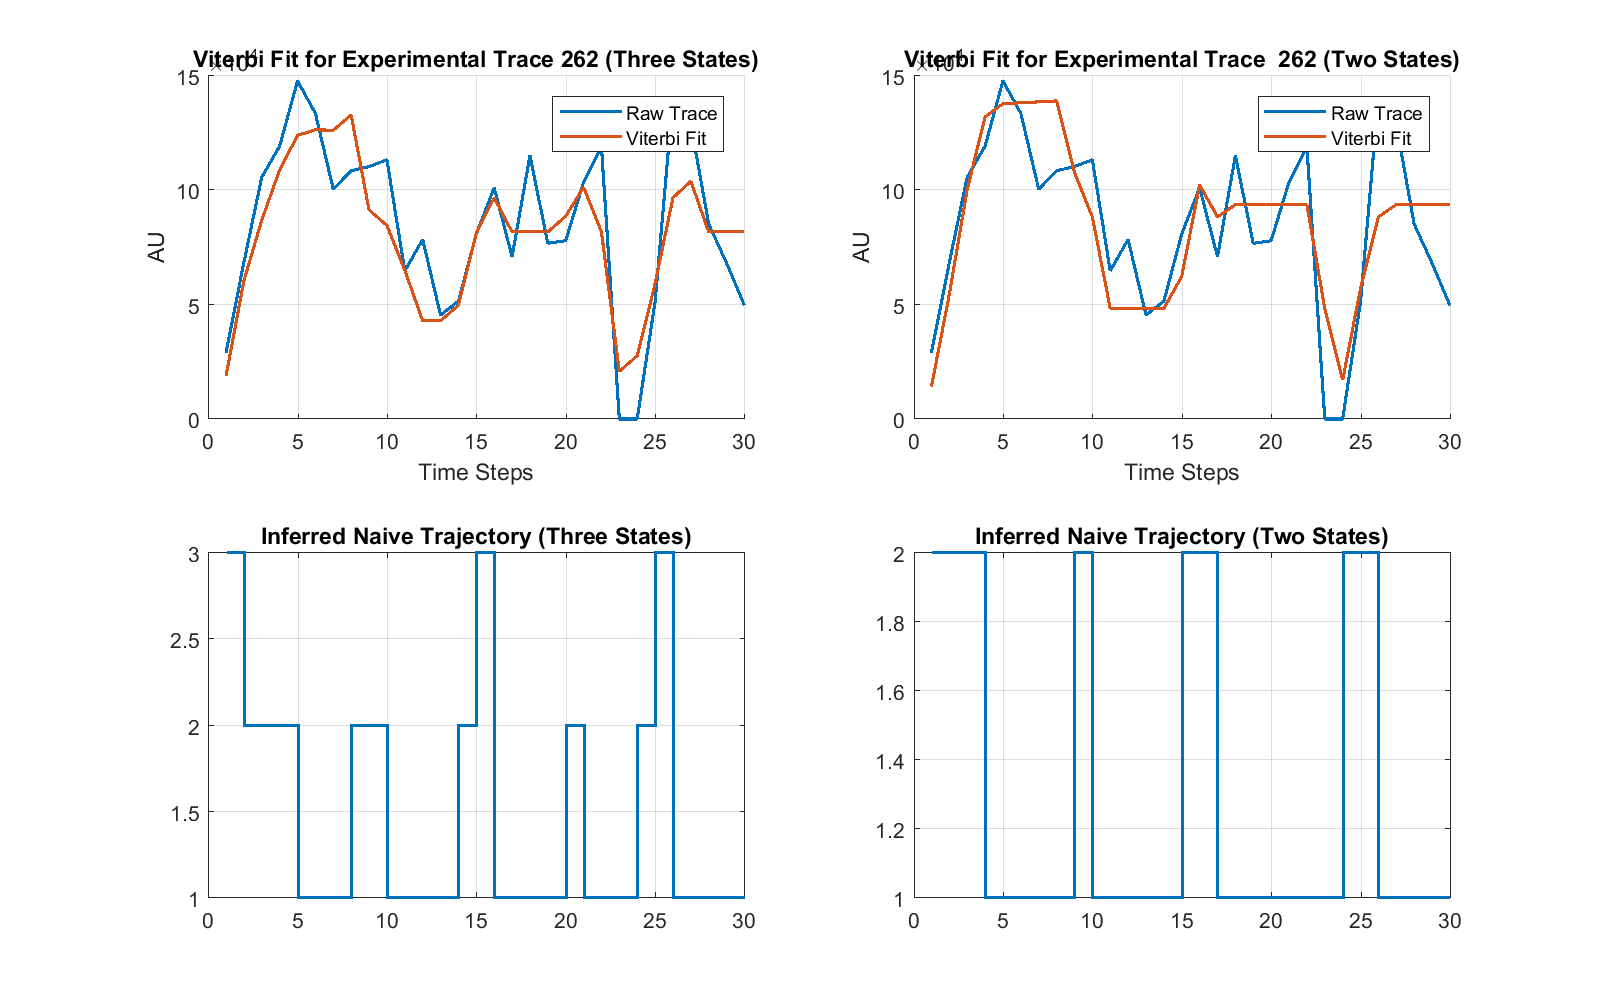 Viterbi Fit for Experimental Trace 262 (Three States)
15
10
5
0
AU
Raw Trace
Viterbi Fit
0 5 10 15 20 25 30
Time Steps
Viterbi Fit for Experimental Trace 262 (Two States)
15
10
5
0
AU
Raw Trace
Viterbi Fit
0 5 10 15 20 25 30
Time Steps
Inferred Naive Trajectory (Three States)
3
2.5
2
1.5
1
0 5 10 15 20 25 30
Inferred Naive Trajectory (Two States)
2
1.8
1.6
1.4
1.2
1
0 5 10 15 20 25 30